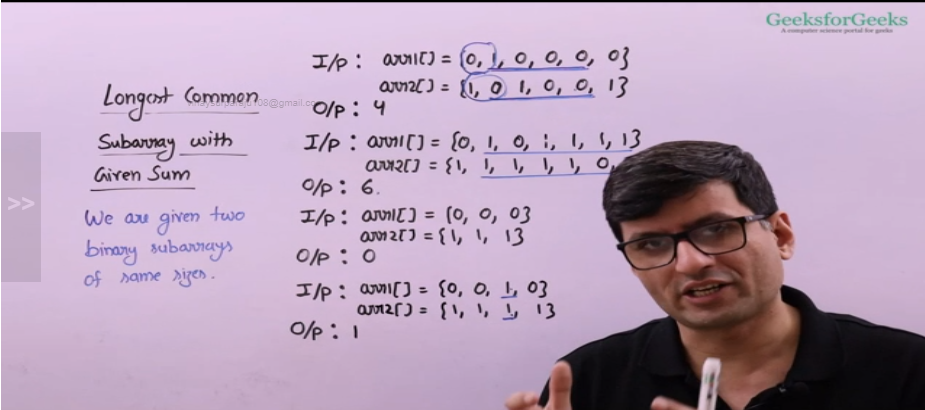 GeeksforGeeks
A computer science portal for geeks
Longest Common
Subarray with
Given Sum
We are given two
binary subarrays
of same sizes.
I/P : arr1[] = {0, 1, 0, 0, 0, 0}
arr2[] = {1, 0 1, 0, 0, 1}
O/P : 4
I/P : arr1[] = {0, 1, 0, 1, 1, 1, 1}
arr2[] = {1, 1, 1, 1, 1, 0,
O/P : 6.
I/P : arr1[] = {0, 0, 0}
arr2[] = {1, 1, 1}
O/P : 0
I/P : arr1[] = {0, 0, 1, 0}
arr2[] = {1, 1, 1, 1}
O/P : 1
>>